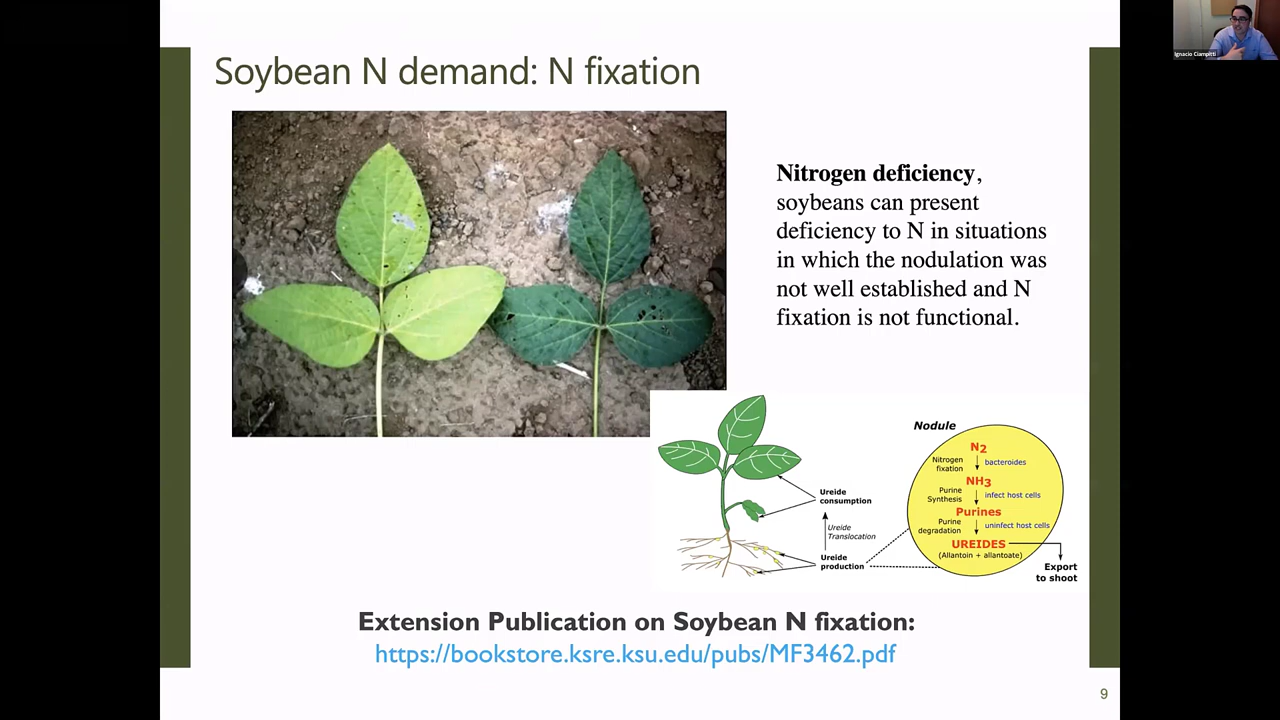 Ignacio Ciampitti
Soybean N demand: N fixation
Nitrogen deficiency,
soybeans can present
deficiency to N in situations
in which the nodulation was
not well established and N
fixation is not functional.
Nodule
N2
Nitrogen
fixation
bacteroides
NH3
Purine
Synthesis
infect host cells
Purines
Purine
degradation
uninfect host cells
UREIDES
(Allantoin + allantoate)
Export
to shoot
Ureide
consumption
Ureide
Translocation
Ureide
production
Extension Publication on Soybean N fixation:
https://bookstore.ksre.ksu.edu/pubs/MF3462.pdf
9